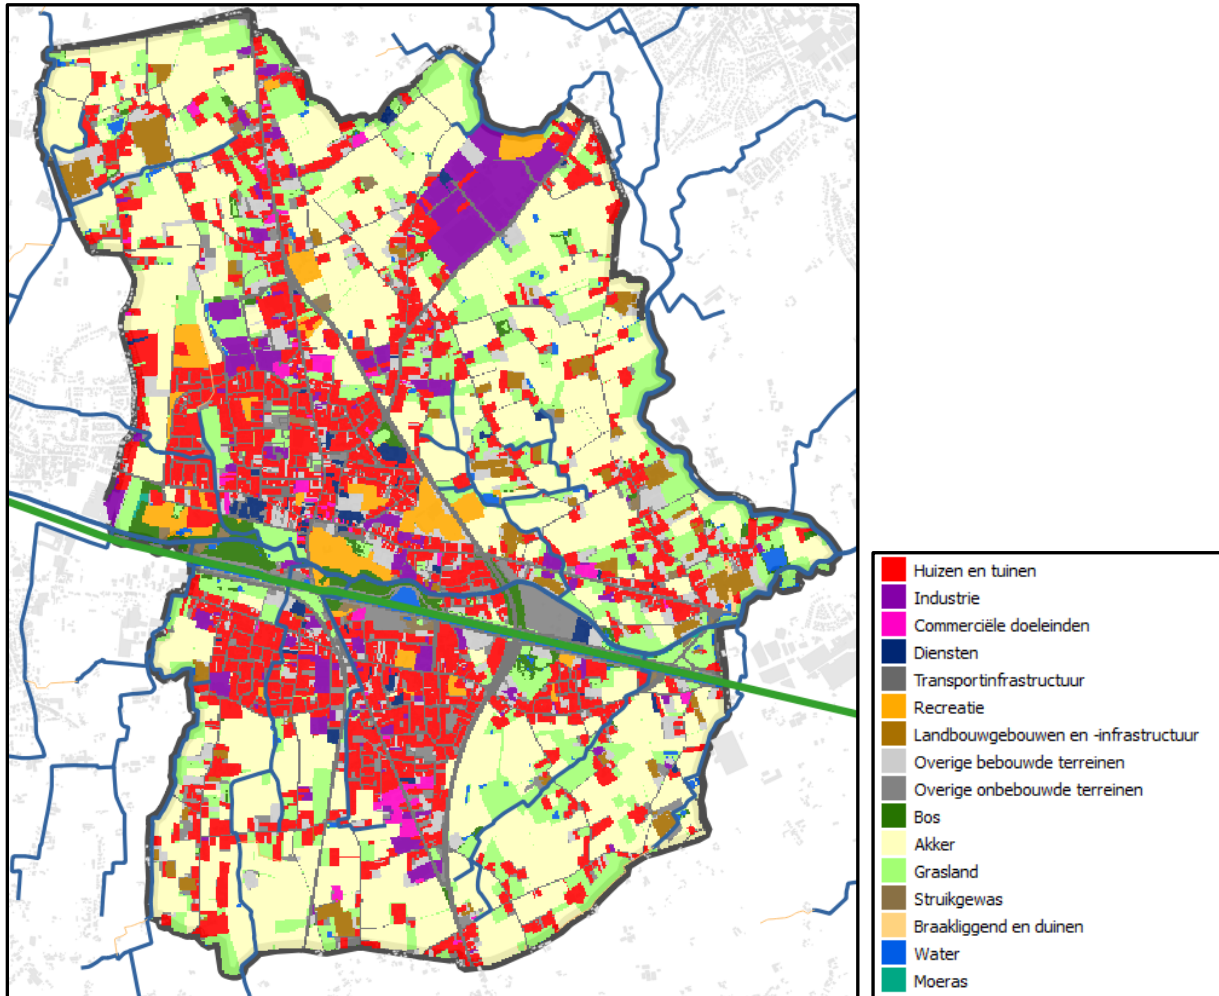 Huizen en tuinen
Industrie
Commerciële doeleinden
Diensten
Transportinfrastructuur
Recreatie
Landbouwgebouwen en -infrastructuur
Overige bebouwde terreinen
Overige onbebouwde terreinen
Bos
Akker
Grasland
Struikgewas
Braakliggend en duinen
Water
Moeras